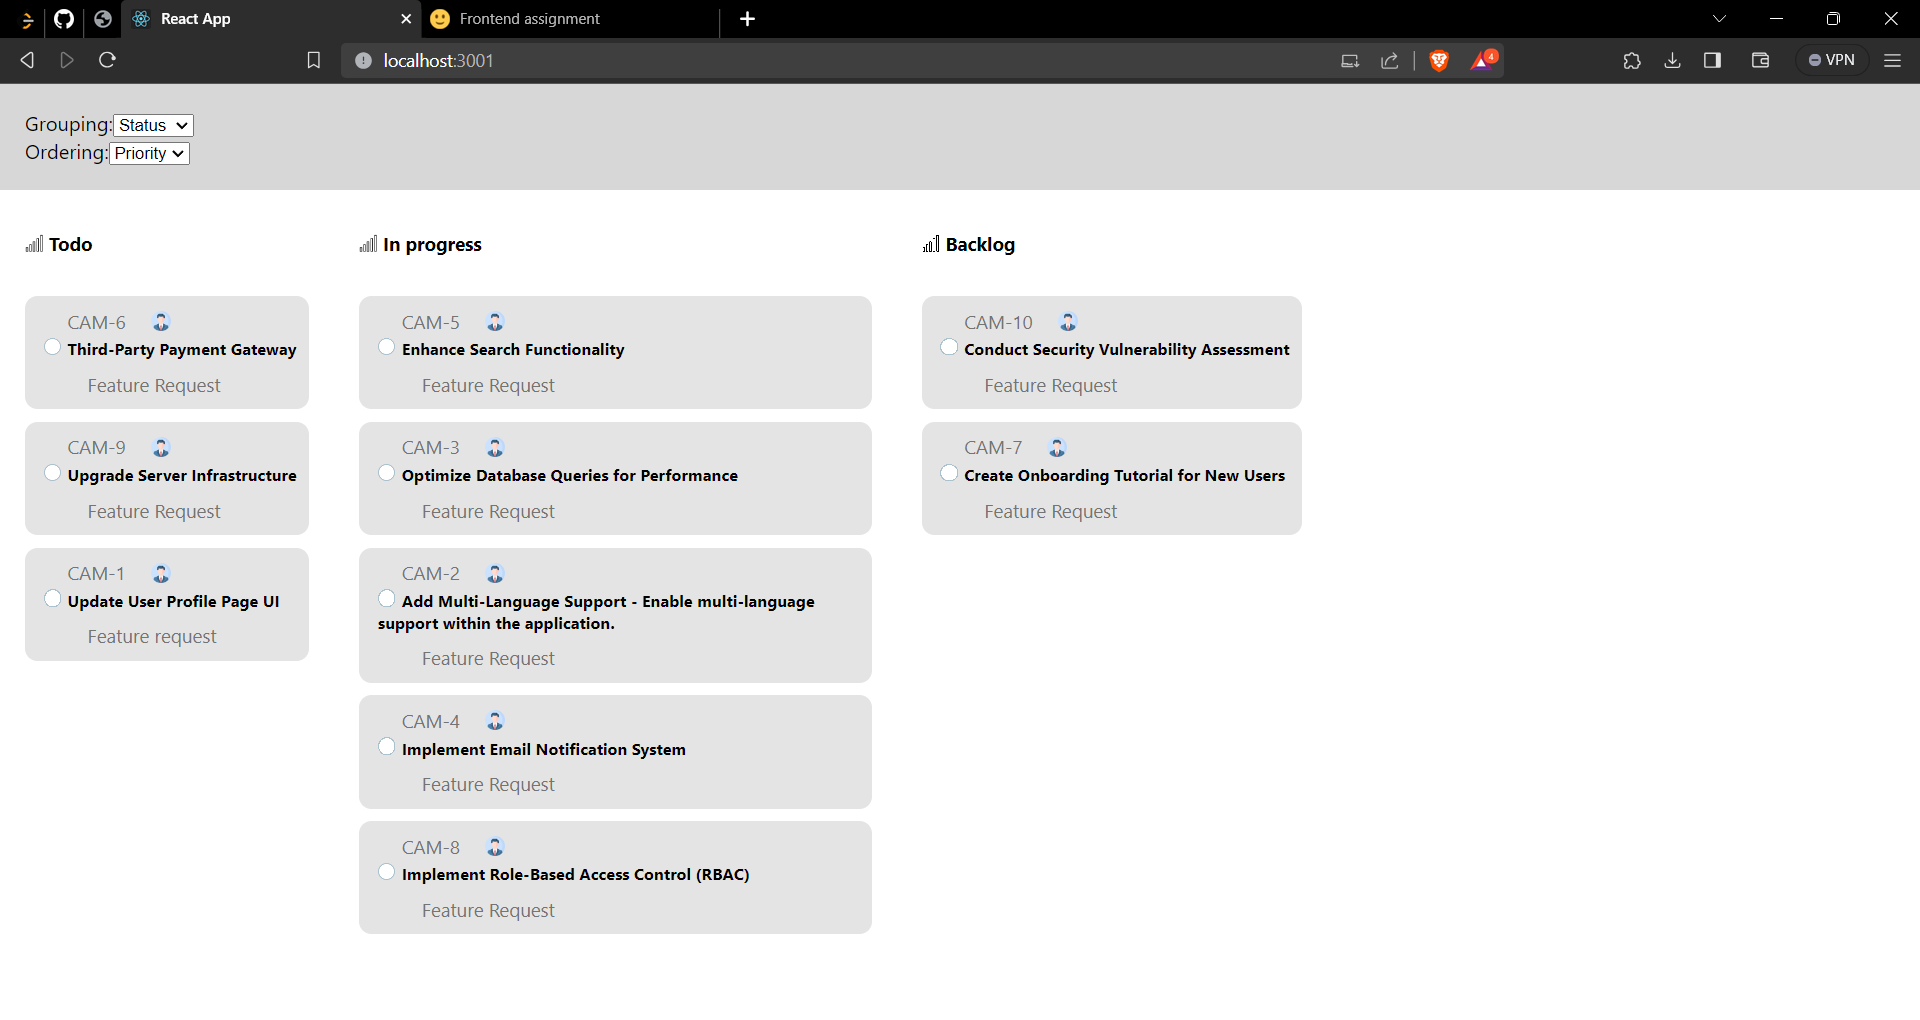 React App
Frontend assignment
localhost:3001
4
VPN
Grouping: Status
Ordering: Priority
Todo
CAM-6
Third-Party Payment Gateway
Feature Request
CAM-9
Upgrade Server Infrastructure
Feature Request
CAM-1
Update User Profile Page UI
Feature request
In progress
CAM-5
Enhance Search Functionality
Feature Request
CAM-3
Optimize Database Queries for Performance
Feature Request
CAM-2
Add Multi-Language Support - Enable multi-language
support within the application.
Feature Request
CAM-4
Implement Email Notification System
Feature Request
CAM-8
Implement Role-Based Access Control (RBAC)
Feature Request
Backlog
CAM-10
Conduct Security Vulnerability Assessment
Feature Request
CAM-7
Create Onboarding Tutorial for New Users
Feature Request